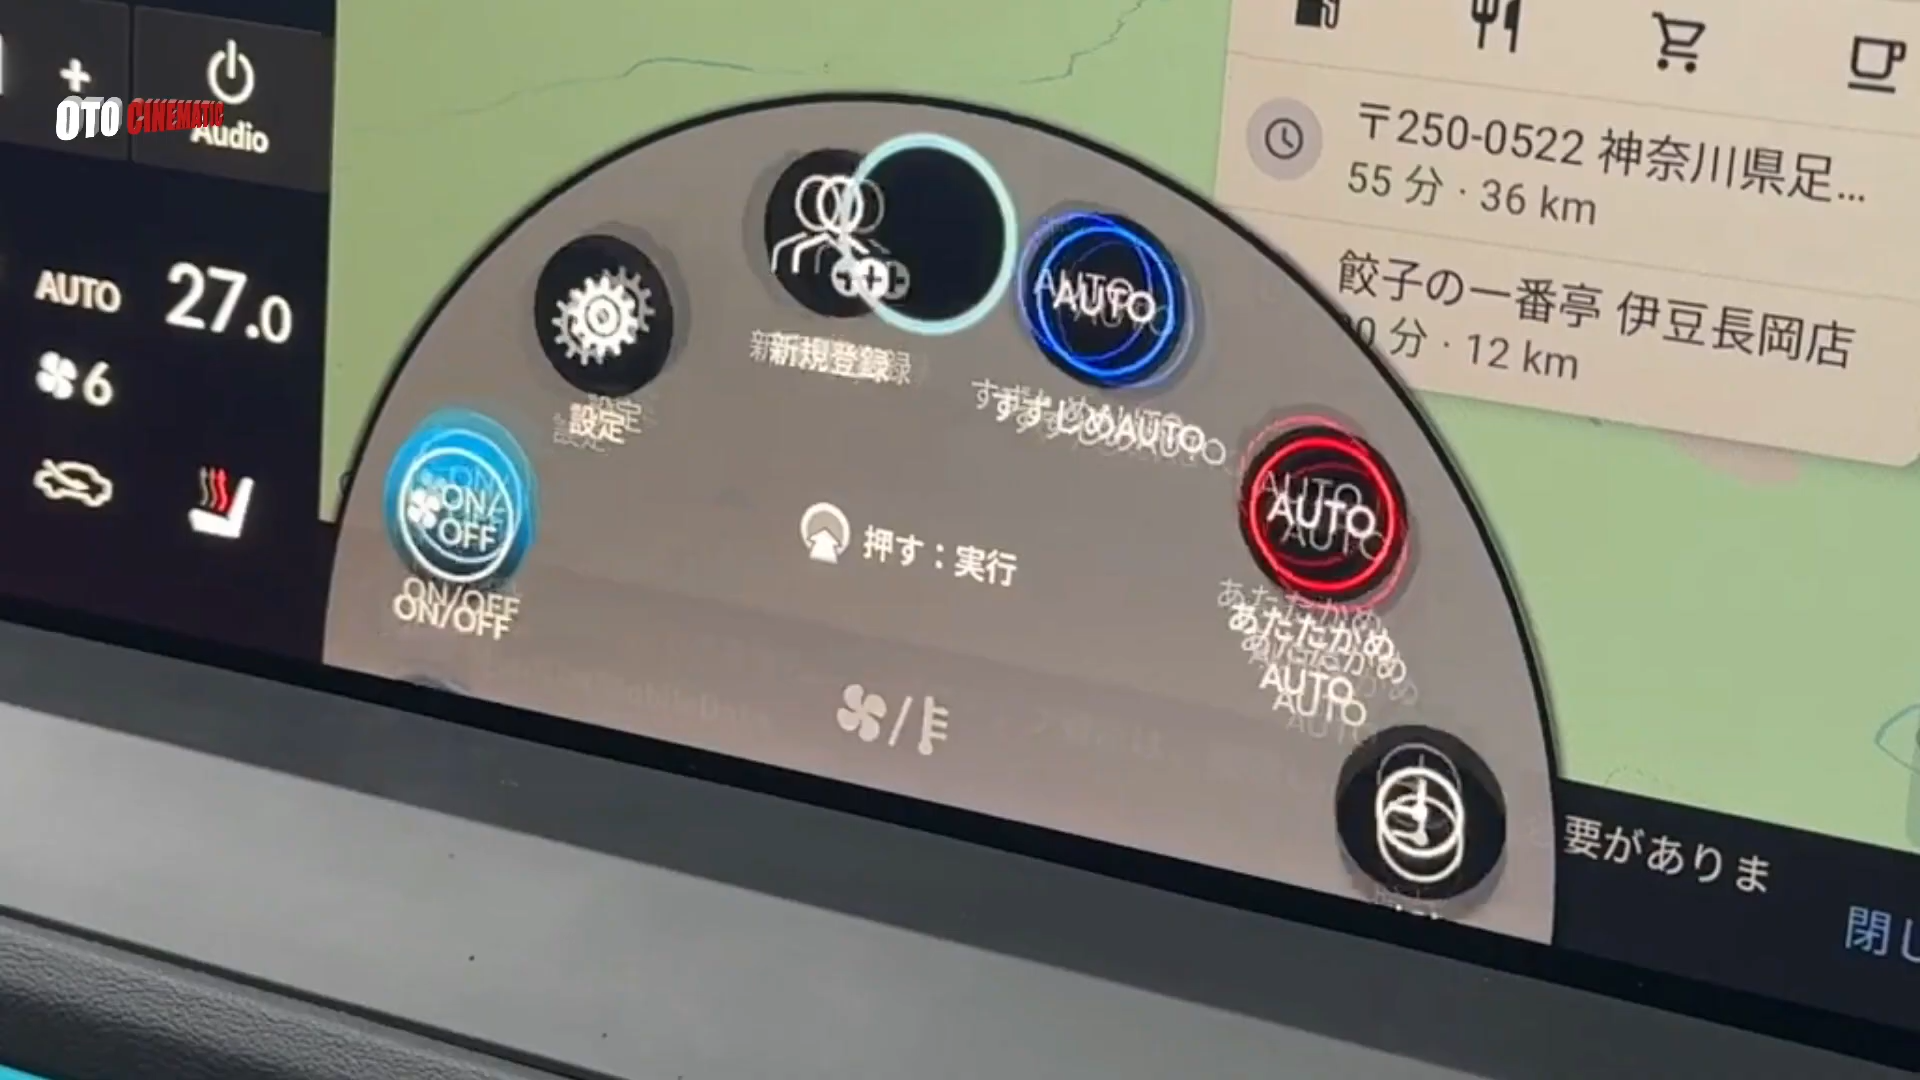 +
OTO CINEMATIC
Audio
AUTO 27.0
6
〒250-0522 神奈川県足...
55 分 · 36 km
餃子の一番亭 伊豆長岡店
分 · 12 km
新規登録
設定
AUTO
すずしめAUTO
ON/
OFF
ON/OFF
AUTO
あたたかめ
AUTO
押す：実行
要がありま
閉じ